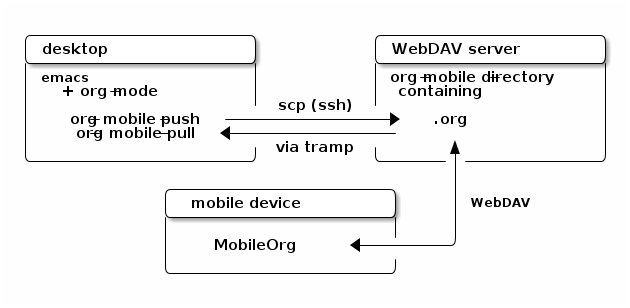 desktop
emacs
+ org-mode
org-mobile-push
org-mobile-pull
scp (ssh)
via tramp
WebDAV server
org-mobile-directory
containing
.org
WebDAV
mobile device
MobileOrg